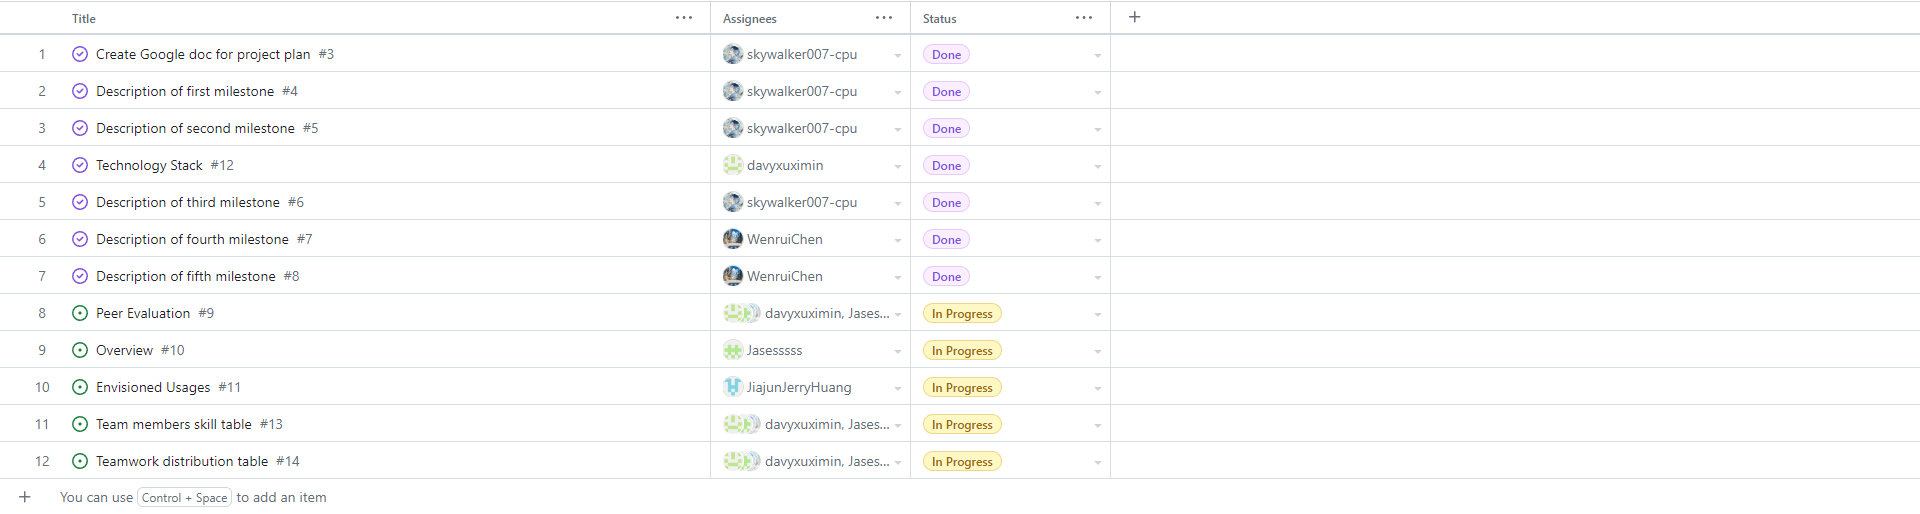 Title ... Assignees ... Status ... +
1 Create Google doc for project plan #3 skywalker007-cpu Done
2 Description of first milestone #4 skywalker007-cpu Done
3 Description of second milestone #5 skywalker007-cpu Done
4 Technology Stack #12 davyxuximin Done
5 Description of third milestone #6 skywalker007-cpu Done
6 Description of fourth milestone #7 WenruiChen Done
7 Description of fifth milestone #8 WenruiChen Done
8 Peer Evaluation #9 davyxuximin, Jases... In Progress
9 Overview #10 Jasesssss In Progress
10 Envisioned Usages #11 JiajunJerryHuang In Progress
11 Team members skill table #13 davyxuximin, Jases... In Progress
12 Teamwork distribution table #14 davyxuximin, Jases... In Progress
+ You can use Control + Space to add an item